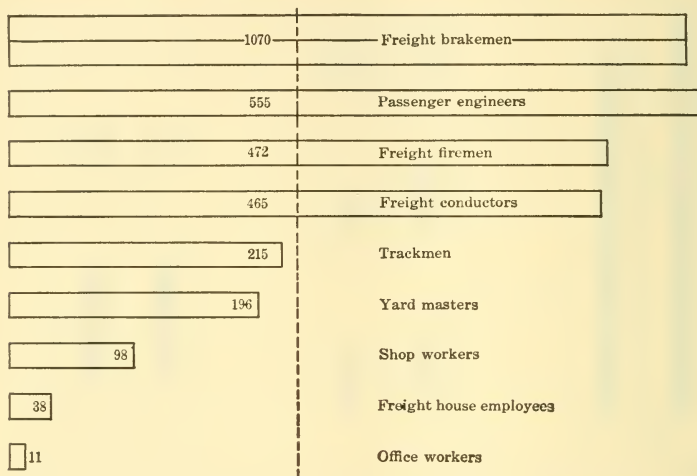 1070 Freight brakemen
555 Passenger engineers
472 Freight firemen
465 Freight conductors
215 Trackmen
196 Yard masters
98 Shop workers
38 Freight house employees
11 Office workers